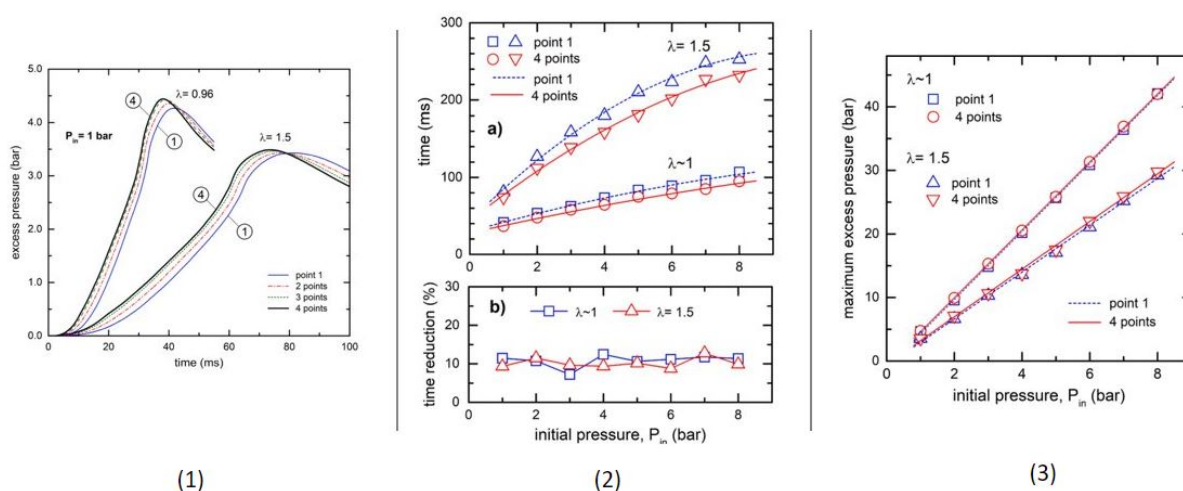 5.0
4.0
3.0
2.0
1.0
0.0
excess pressure (bar)
λ= 0.96
4
P_in = 1 bar
1
λ = 1.5
4
1
point 1
2 points
3 points
4 points
0 20 40 60 80 100
time (ms)
(1)
300
200
100
0
time (ms)
point 1
4 points
point 1
4 points
λ= 1.5
a)
λ~1
0 2 4 6 8
30
20
10
0
time reduction (%)
b)
λ~1
λ= 1.5
0 2 4 6 8
initial pressure, P_in (bar)
(2)
40
30
20
10
0
maximum excess pressure (bar)
λ~1
point 1
4 points
λ = 1.5
point 1
4 points
point 1
4 points
0 2 4 6 8
initial pressure, P_in (bar)
(3)